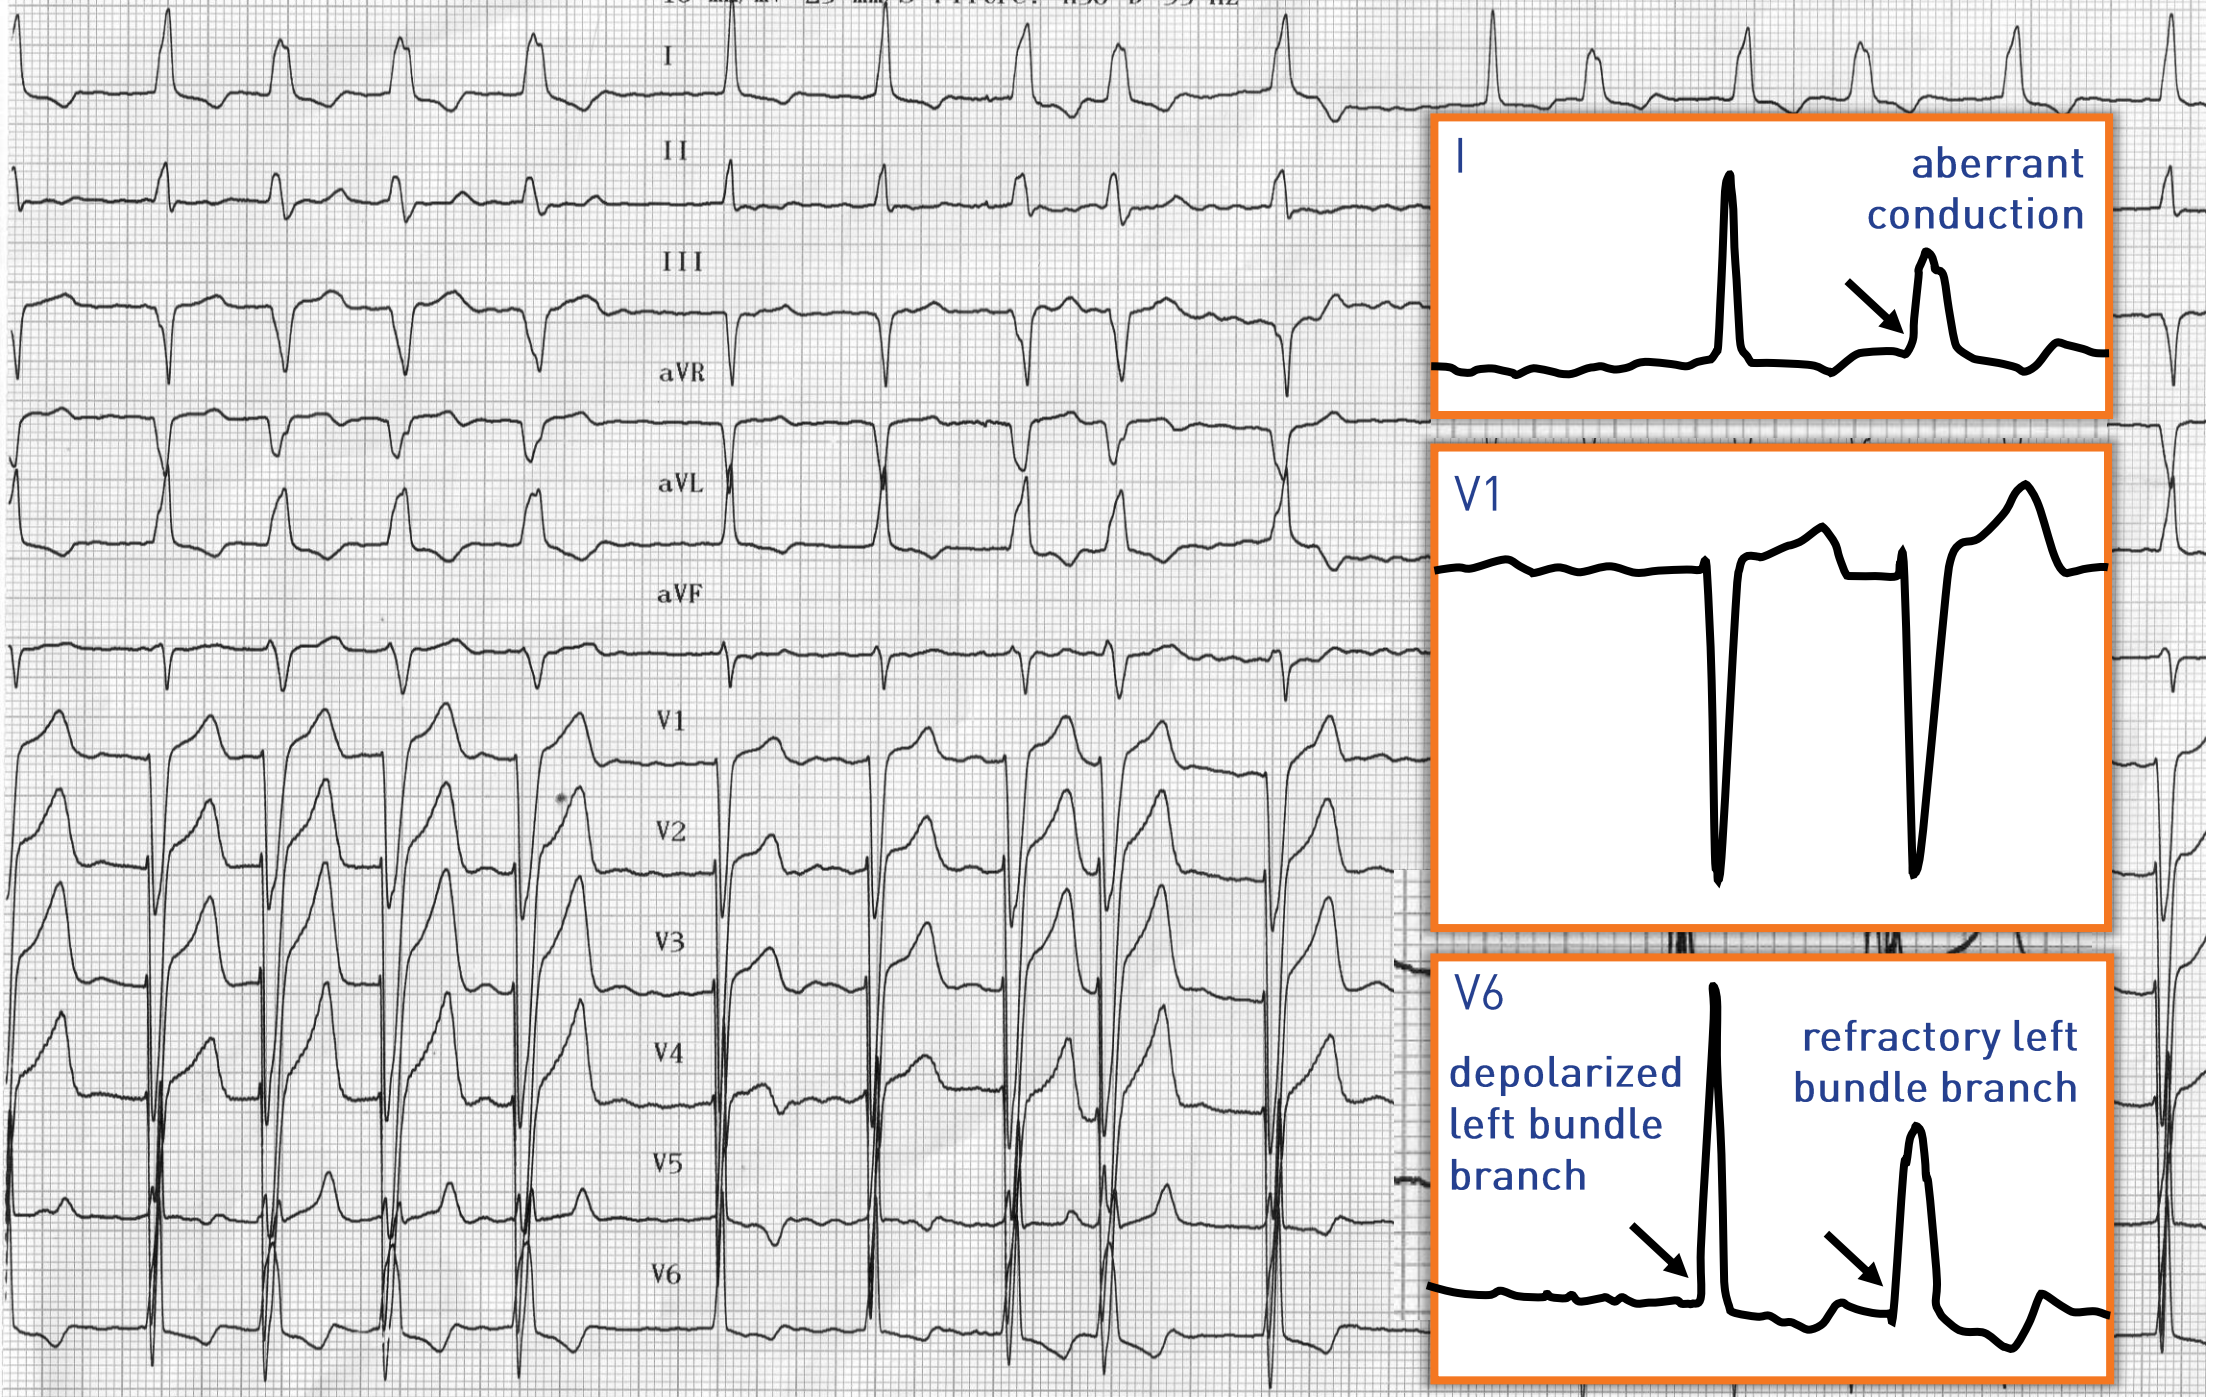 I
II
III
aVR
aVL
aVF
V1
V2
V3
V4
V5
V6
I
aberrant
conduction
V1
V6
depolarized
left bundle
branch
refractory left
bundle branch